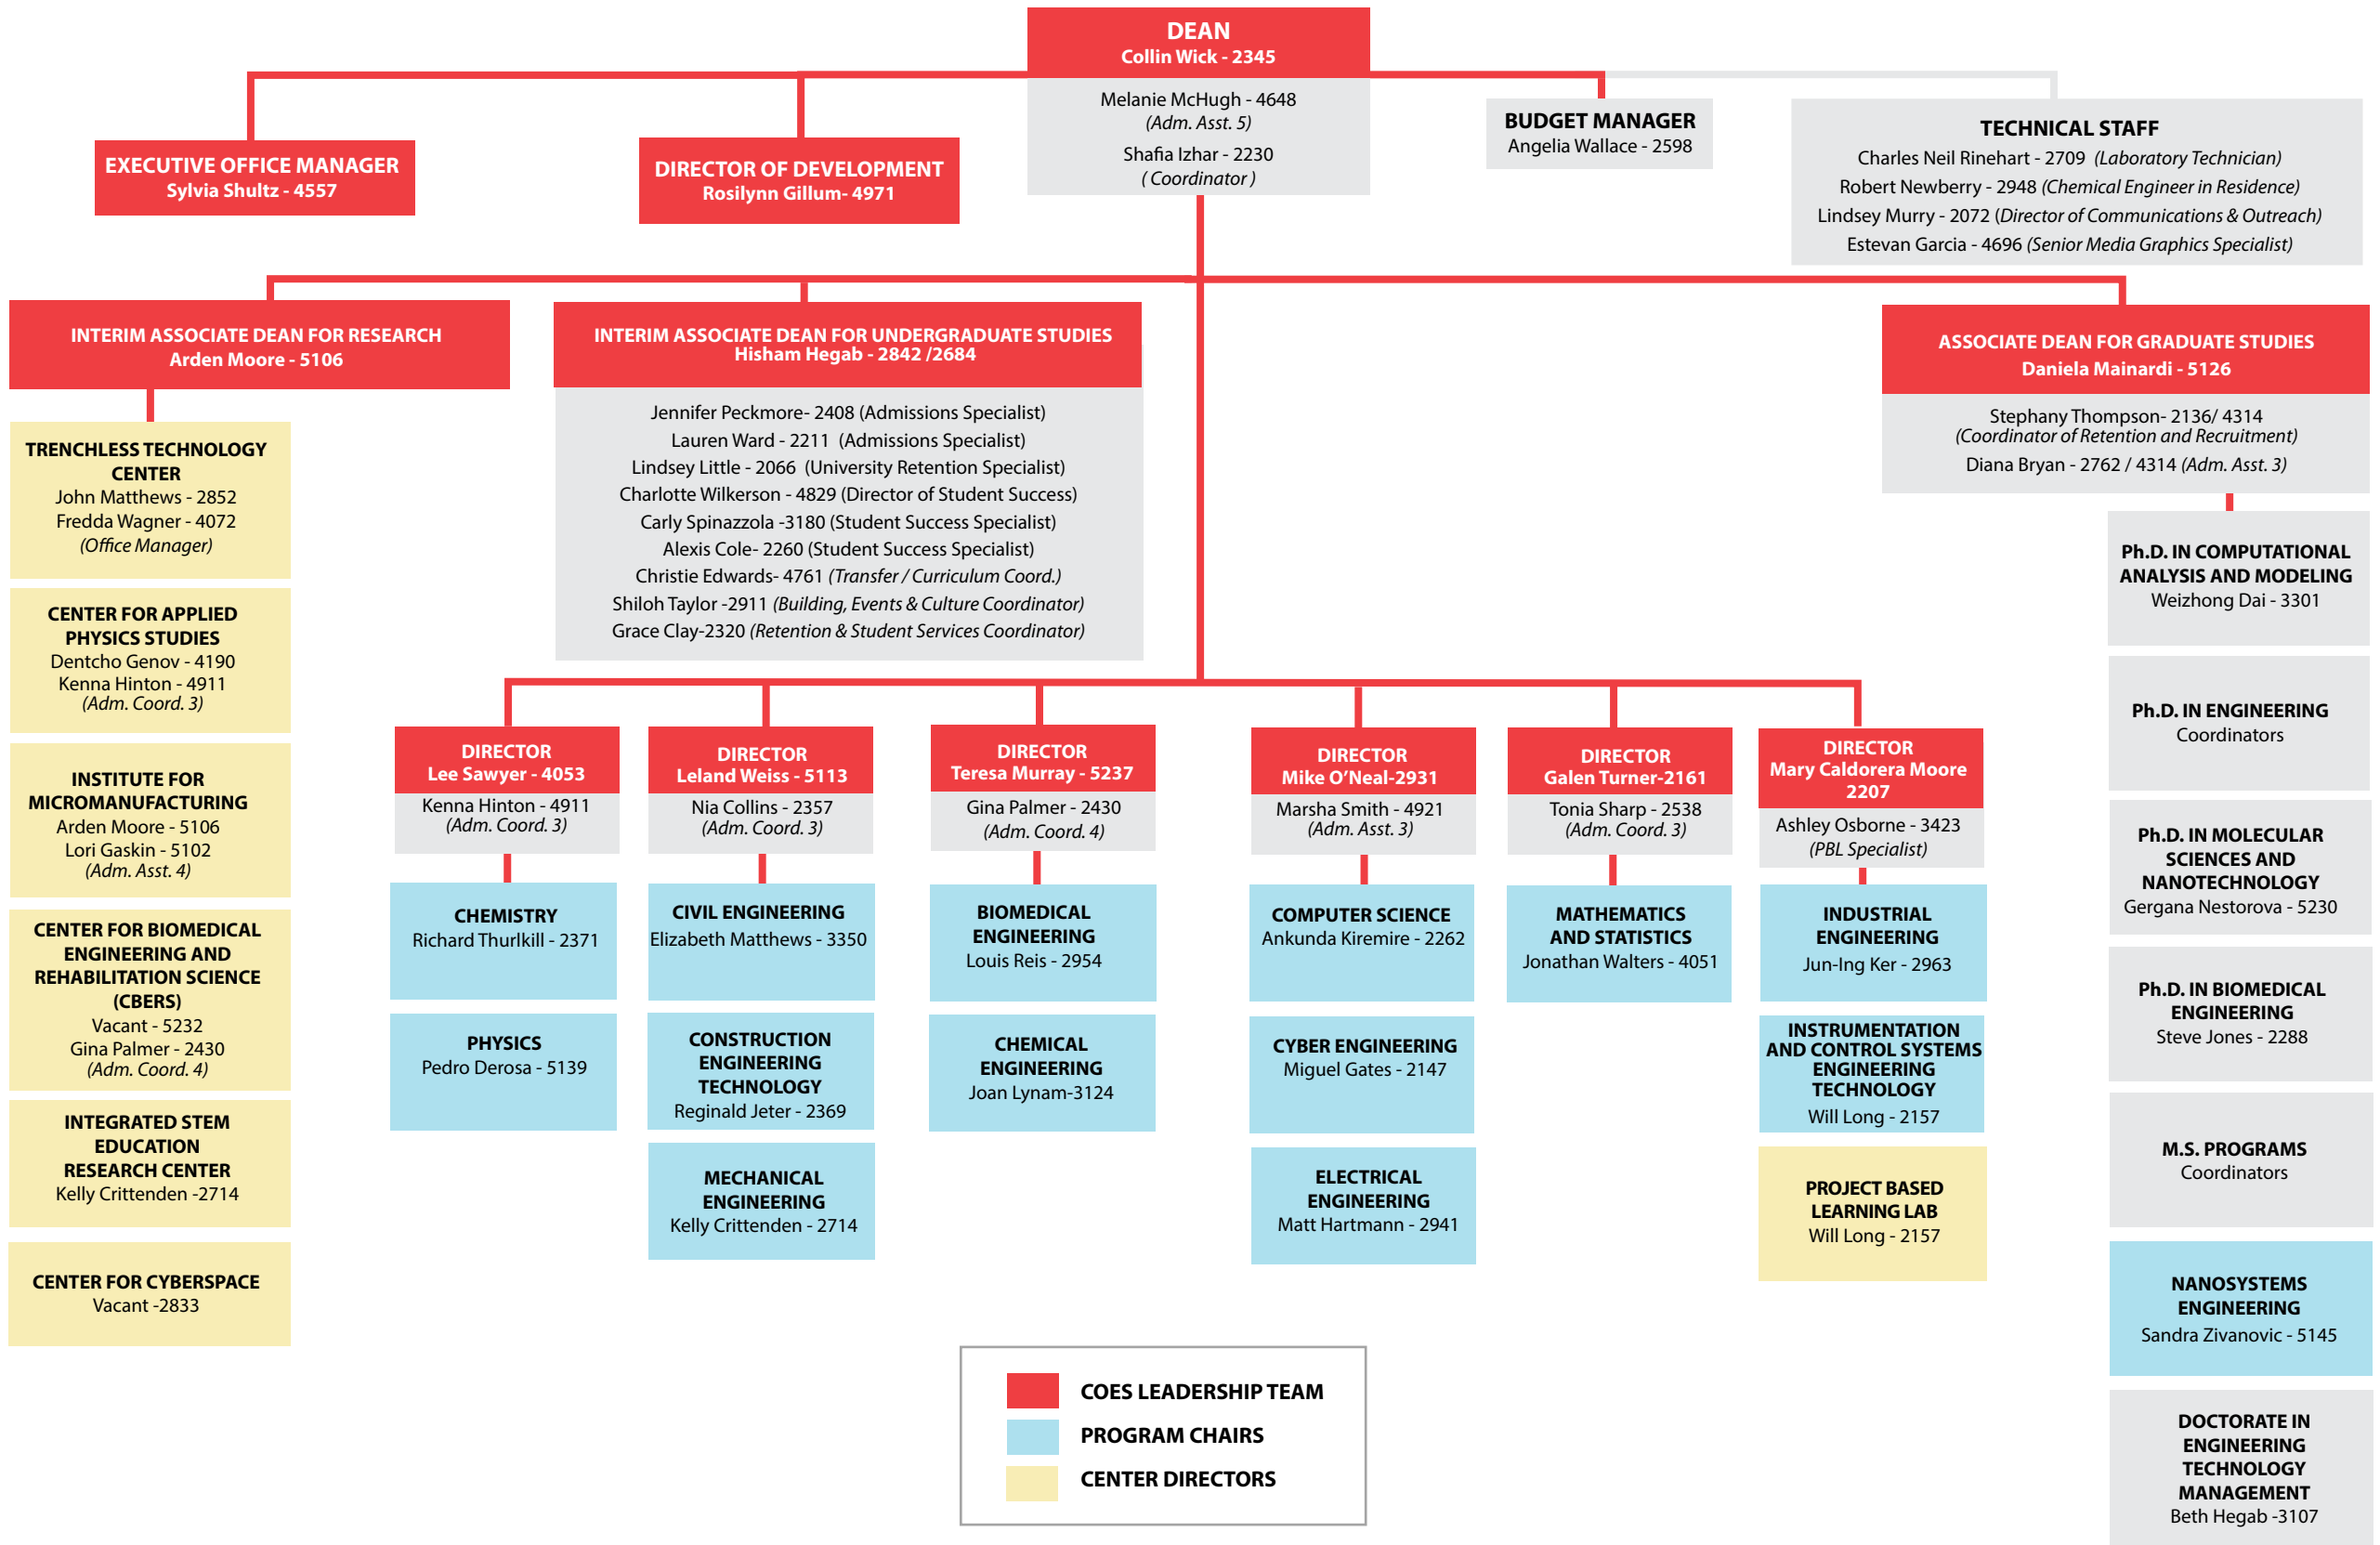 DEAN
Collin Wick - 2345
Melanie McHugh - 4648
(Adm. Asst. 5)
Shafia Izhar - 2230
( Coordinator )
EXECUTIVE OFFICE MANAGER
Sylvia Shultz - 4557
DIRECTOR OF DEVELOPMENT
Rosilynn Gillum- 4971
BUDGET MANAGER
Angelia Wallace - 2598
TECHNICAL STAFF
Charles Neil Rinehart - 2709 (Laboratory Technician)
Robert Newberry - 2948 (Chemical Engineer in Residence)
Lindsey Murry - 2072 (Director of Communications & Outreach)
Estevan Garcia - 4696 (Senior Media Graphics Specialist)
INTERIM ASSOCIATE DEAN FOR RESEARCH
Arden Moore - 5106
INTERIM ASSOCIATE DEAN FOR UNDERGRADUATE STUDIES
Hisham Hegab - 2842 /2684
Jennifer Peckmore- 2408 (Admissions Specialist)
Lauren Ward - 2211 (Admissions Specialist)
Lindsey Little - 2066 (University Retention Specialist)
Charlotte Wilkerson - 4829 (Director of Student Success)
Carly Spinazzola -3180 (Student Success Specialist)
Alexis Cole- 2260 (Student Success Specialist)
Christie Edwards- 4761 (Transfer / Curriculum Coord.)
Shiloh Taylor -2911 (Building, Events & Culture Coordinator)
Grace Clay-2320 (Retention & Student Services Coordinator)
ASSOCIATE DEAN FOR GRADUATE STUDIES
Daniela Mainardi - 5126
Stephany Thompson- 2136/ 4314
(Coordinator of Retention and Recruitment)
Diana Bryan - 2762 / 4314 (Adm. Asst. 3)
TRENCHLESS TECHNOLOGY
CENTER
John Matthews - 2852
Fredda Wagner - 4072
(Office Manager)
CENTER FOR APPLIED
PHYSICS STUDIES
Dentcho Genov - 4190
Kenna Hinton - 4911
(Adm. Coord. 3)
INSTITUTE FOR
MICROMANUFACTURING
Arden Moore - 5106
Lori Gaskin - 5102
(Adm. Asst. 4)
CENTER FOR BIOMEDICAL
ENGINEERING AND
REHABILITATION SCIENCE
(CBERS)
Vacant - 5232
Gina Palmer - 2430
(Adm. Coord. 4)
INTEGRATED STEM
EDUCATION
RESEARCH CENTER
Kelly Crittenden -2714
CENTER FOR CYBERSPACE
Vacant -2833
DIRECTOR
Lee Sawyer - 4053
Kenna Hinton - 4911
(Adm. Coord. 3)
CHEMISTRY
Richard Thurlkill - 2371
PHYSICS
Pedro Derosa - 5139
DIRECTOR
Leland Weiss - 5113
Nia Collins - 2357
(Adm. Coord. 3)
CIVIL ENGINEERING
Elizabeth Matthews - 3350
CONSTRUCTION
ENGINEERING
TECHNOLOGY
Reginald Jeter - 2369
MECHANICAL
ENGINEERING
Kelly Crittenden - 2714
DIRECTOR
Teresa Murray - 5237
Gina Palmer - 2430
(Adm. Coord. 4)
BIOMEDICAL
ENGINEERING
Louis Reis - 2954
CHEMICAL
ENGINEERING
Joan Lynam-3124
DIRECTOR
Mike O’Neal-2931
Marsha Smith - 4921
(Adm. Asst. 3)
COMPUTER SCIENCE
Ankunda Kiremire - 2262
CYBER ENGINEERING
Miguel Gates - 2147
ELECTRICAL
ENGINEERING
Matt Hartmann - 2941
DIRECTOR
Galen Turner-2161
Tonia Sharp - 2538
(Adm. Coord. 3)
MATHEMATICS
AND STATISTICS
Jonathan Walters - 4051
DIRECTOR
Mary Caldorera Moore
2207
Ashley Osborne - 3423
(PBL Specialist)
INDUSTRIAL
ENGINEERING
Jun-Ing Ker - 2963
INSTRUMENTATION
AND CONTROL SYSTEMS
ENGINEERING
TECHNOLOGY
Will Long - 2157
PROJECT BASED
LEARNING LAB
Will Long - 2157
Ph.D. IN COMPUTATIONAL
ANALYSIS AND MODELING
Weizhong Dai - 3301
Ph.D. IN ENGINEERING
Coordinators
Ph.D. IN MOLECULAR
SCIENCES AND
NANOTECHNOLOGY
Gergana Nestorova - 5230
Ph.D. IN BIOMEDICAL
ENGINEERING
Steve Jones - 2288
M.S. PROGRAMS
Coordinators
NANOSYSTEMS
ENGINEERING
Sandra Zivanovic - 5145
DOCTORATE IN
ENGINEERING
TECHNOLOGY
MANAGEMENT
Beth Hegab -3107
COES LEADERSHIP TEAM
PROGRAM CHAIRS
CENTER DIRECTORS